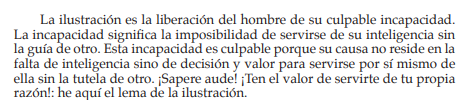 La ilustración es la liberación del hombre de su culpable incapacidad.
La incapacidad significa la imposibilidad de servirse de su inteligencia sin
la guía de otro. Esta incapacidad es culpable porque su causa no reside en la
falta de inteligencia sino de decisión y valor para servirse por sí mismo de
ella sin la tutela de otro. ¡Sapere aude! ¡Ten el valor de servirte de tu propia
razón!: he aquí el lema de la ilustración.